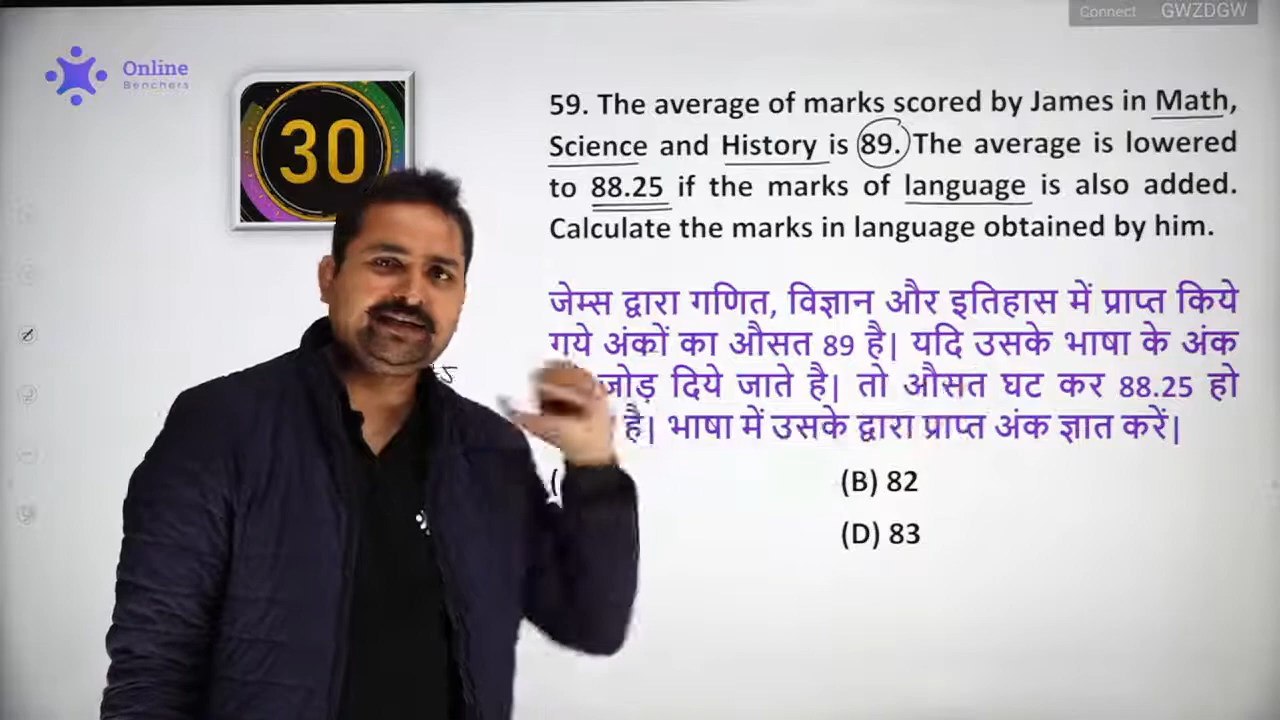 Connect GWZDGW
Online
Benchers
30
59. The average of marks scored by James in Math,
Science and History is 89. The average is lowered
to 88.25 if the marks of language is also added.
Calculate the marks in language obtained by him.
जेम्स द्वारा गणित, विज्ञान और इतिहास में प्राप्त किये
गये अंकों का औसत 89 है| यदि उसके भाषा के अंक
जोड़ दिये जाते है| तो औसत घट कर 88.25 हो
है| भाषा में उसके द्वारा प्राप्त अंक ज्ञात करें|
(B) 82
(D) 83